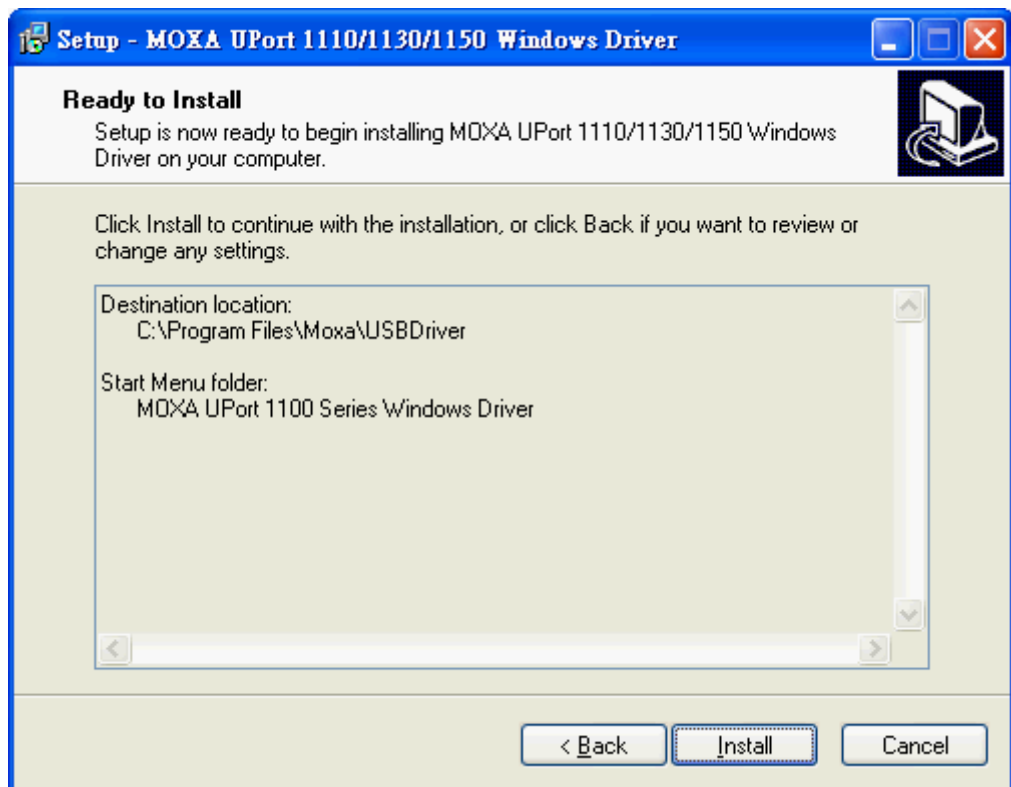 Setup - MOXA UPort 1110/1130/1150 Windows Driver
Ready to Install
Setup is now ready to begin installing MOXA UPort 1110/1130/1150 Windows
Driver on your computer.
Click Install to continue with the installation, or click Back if you want to review or
change any settings.
Destination location:
C:\Program Files\Moxa\USBDriver
Start Menu folder:
MOXA UPort 1100 Series Windows Driver
< Back
Install
Cancel